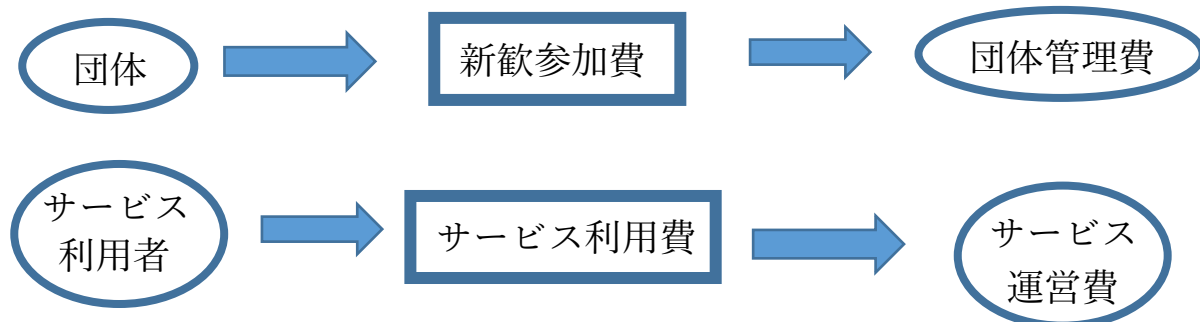 団体
新歓参加費
団体管理費
サービス
利用者
サービス利用費
サービス
運営費